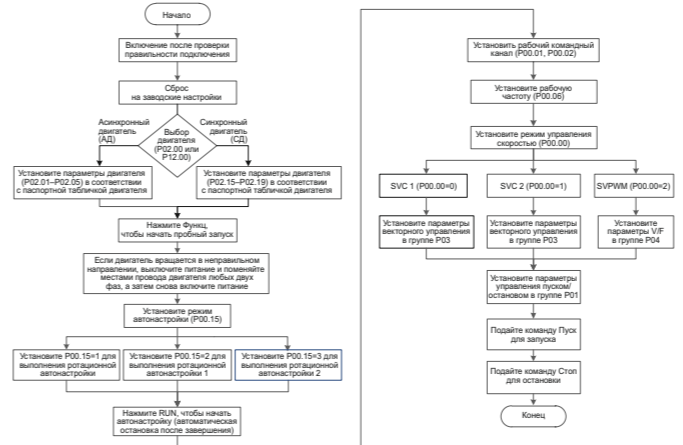 Начало
Включение после проверки
правильности подключения
Сброс
на заводские настройки
Асинхронный
двигатель
(АД)
Выбор
двигателя
(P02.00 или
P12.00)
Синхронный
двигатель
(СД)
Установите параметры двигателя
(P02.01–P02.05) в соответствии
с паспортной табличкой двигателя
Установите параметры двигателя
(P02.15–P02.19) в соответствии
с паспортной табличкой двигателя
Нажмите Функц,
чтобы начать пробный запуск
Если двигатель вращается в неправильном
направлении, выключите питание и поменяйте
местами провода двигателя любых двух
фаз, а затем снова включите питание
Установите режим
автонастройки (P00.15)
Установите P00.15=1 для
выполнения ротационной
автонастройки
Установите P00.15=2 для
выполнения ротационной
автонастройки 1
Установите P00.15=3 для
выполнения ротационной
автонастройки 2
Нажмите RUN, чтобы начать
автонастройку (автоматическая
остановка после завершения)
Установить рабочий командный
канал (P00.01, P00.02)
Установите рабочую
частоту (P00.06)
Установите режим управления
скоростью (P00.00)
SVC 1 (P00.00=0)
SVC 2 (P00.00=1)
SVPWM (P00.00=2)
Установите параметры
векторного управления
в группе P03
Установите параметры
векторного управления
в группе P03
Установите
параметры V/F
в группе P04
Установите параметры
управления пуском/
остановом в группе P01
Подайте команду Пуск
для запуска
Подайте команду Стоп
для остановки
Конец